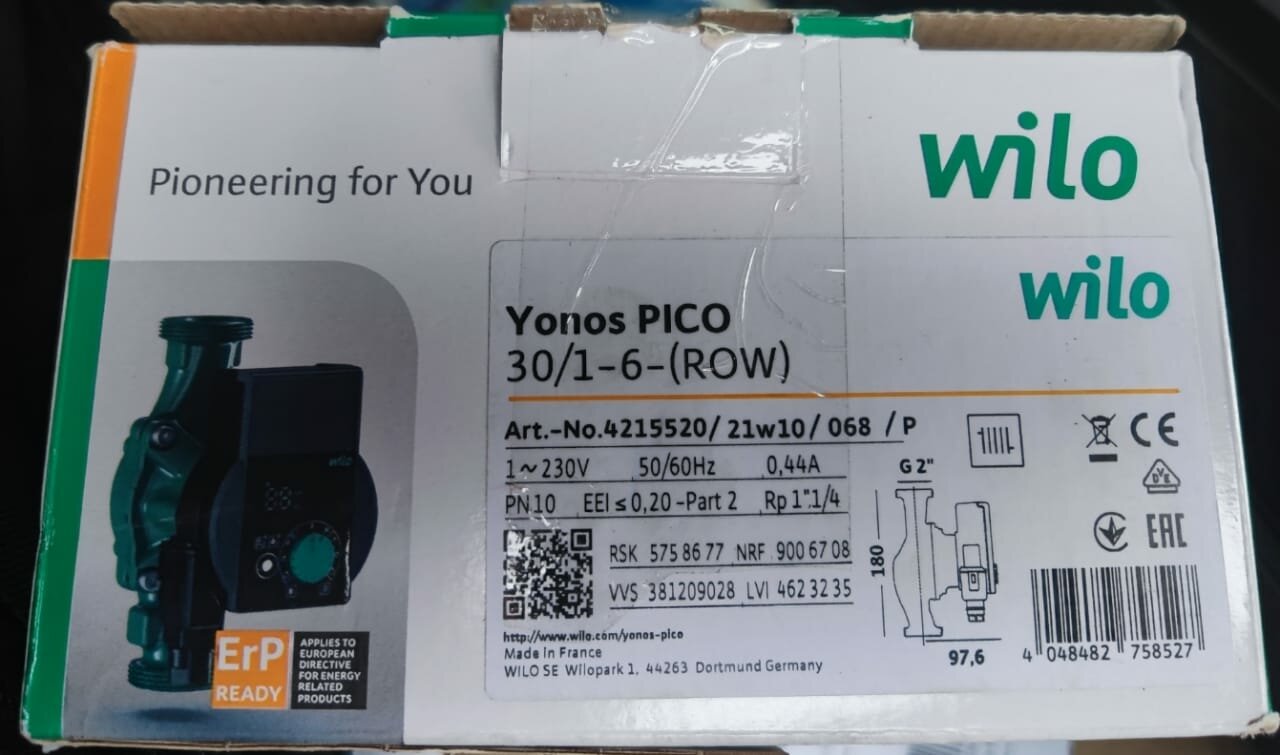 Pioneering for You
wilo
wilo
Yonos PICO
30/1-6-(ROW)
Art.-No.4215520/ 21w10/ 068 / P
1~230V 50/60Hz 0,44A
PN10 EEI ≤ 0,20-Part 2 Rp 1"1/4
RSK 575 86 77 NRF 900 67 08
VVS 381209028 LVI 462 32 35
http://www.wilo.com/yonos-pico
Made in France
WILO SE Wilopark 1, 44263 Dortmund Germany
G 2"
180
97,6
CE
VDE
EAC
4 048482 758527
wilo
ErP
READY
APPLIES TO
EUROPEAN
DIRECTIVE
FOR ENERGY
RELATED
PRODUCTS